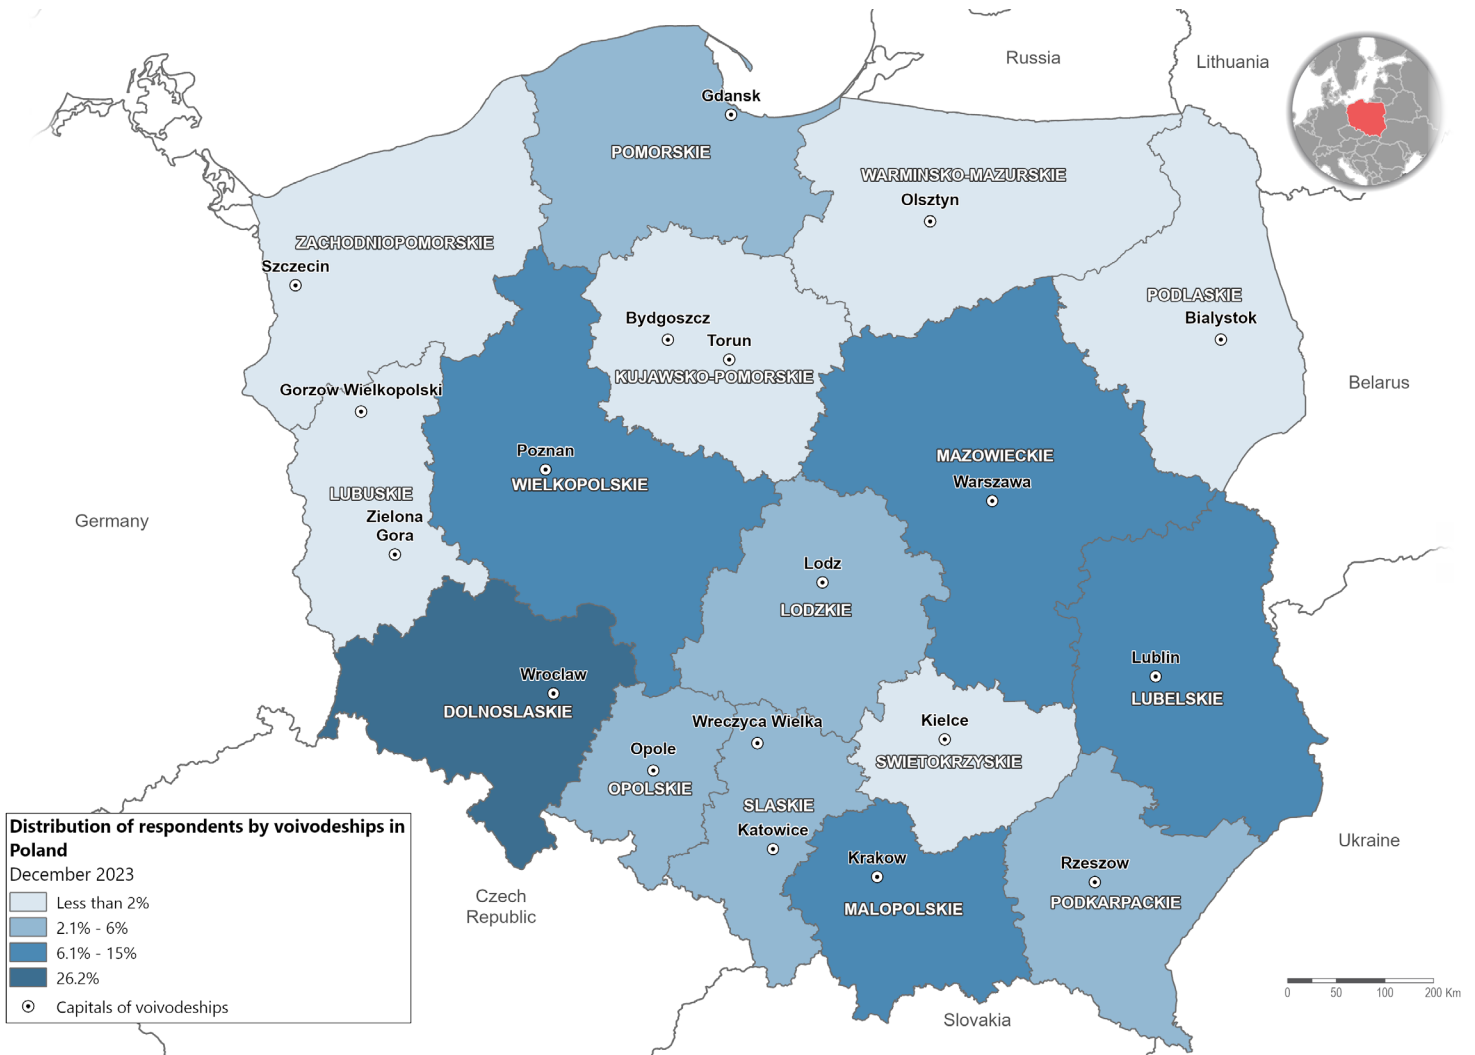 Russia
Lithuania
Gdansk
POMORSKIE
WARMINSKO-MAZURSKIE
Olsztyn
ZACHODNIOPOMORSKIE
Szczecin
PODLASKIE
Bialystok
Bydgoszcz
Torun
KUJAWSKO-POMORSKIE
Gorzow Wielkopolski
Belarus
Poznan
WIELKOPOLSKIE
MAZOWIECKIE
Warszawa
LUBUSKIE
Zielona
Gora
Germany
Lodz
LODZKIE
Wroclaw
DOLNOSLASKIE
Lublin
LUBELSKIE
Wreczyca Wielka
Kielce
SWIETOKRZYSKIE
Opole
OPOLSKIE
SLASKIE
Katowice
Krakow
MALOPOLSKIE
Rzeszow
PODKARPACKIE
Ukraine
Czech
Republic
Slovakia
Distribution of respondents by voivodeships in
Poland
December 2023
Less than 2%
2.1% - 6%
6.1% - 15%
26.2%
Capitals of voivodeships
0 50 100 200 Km